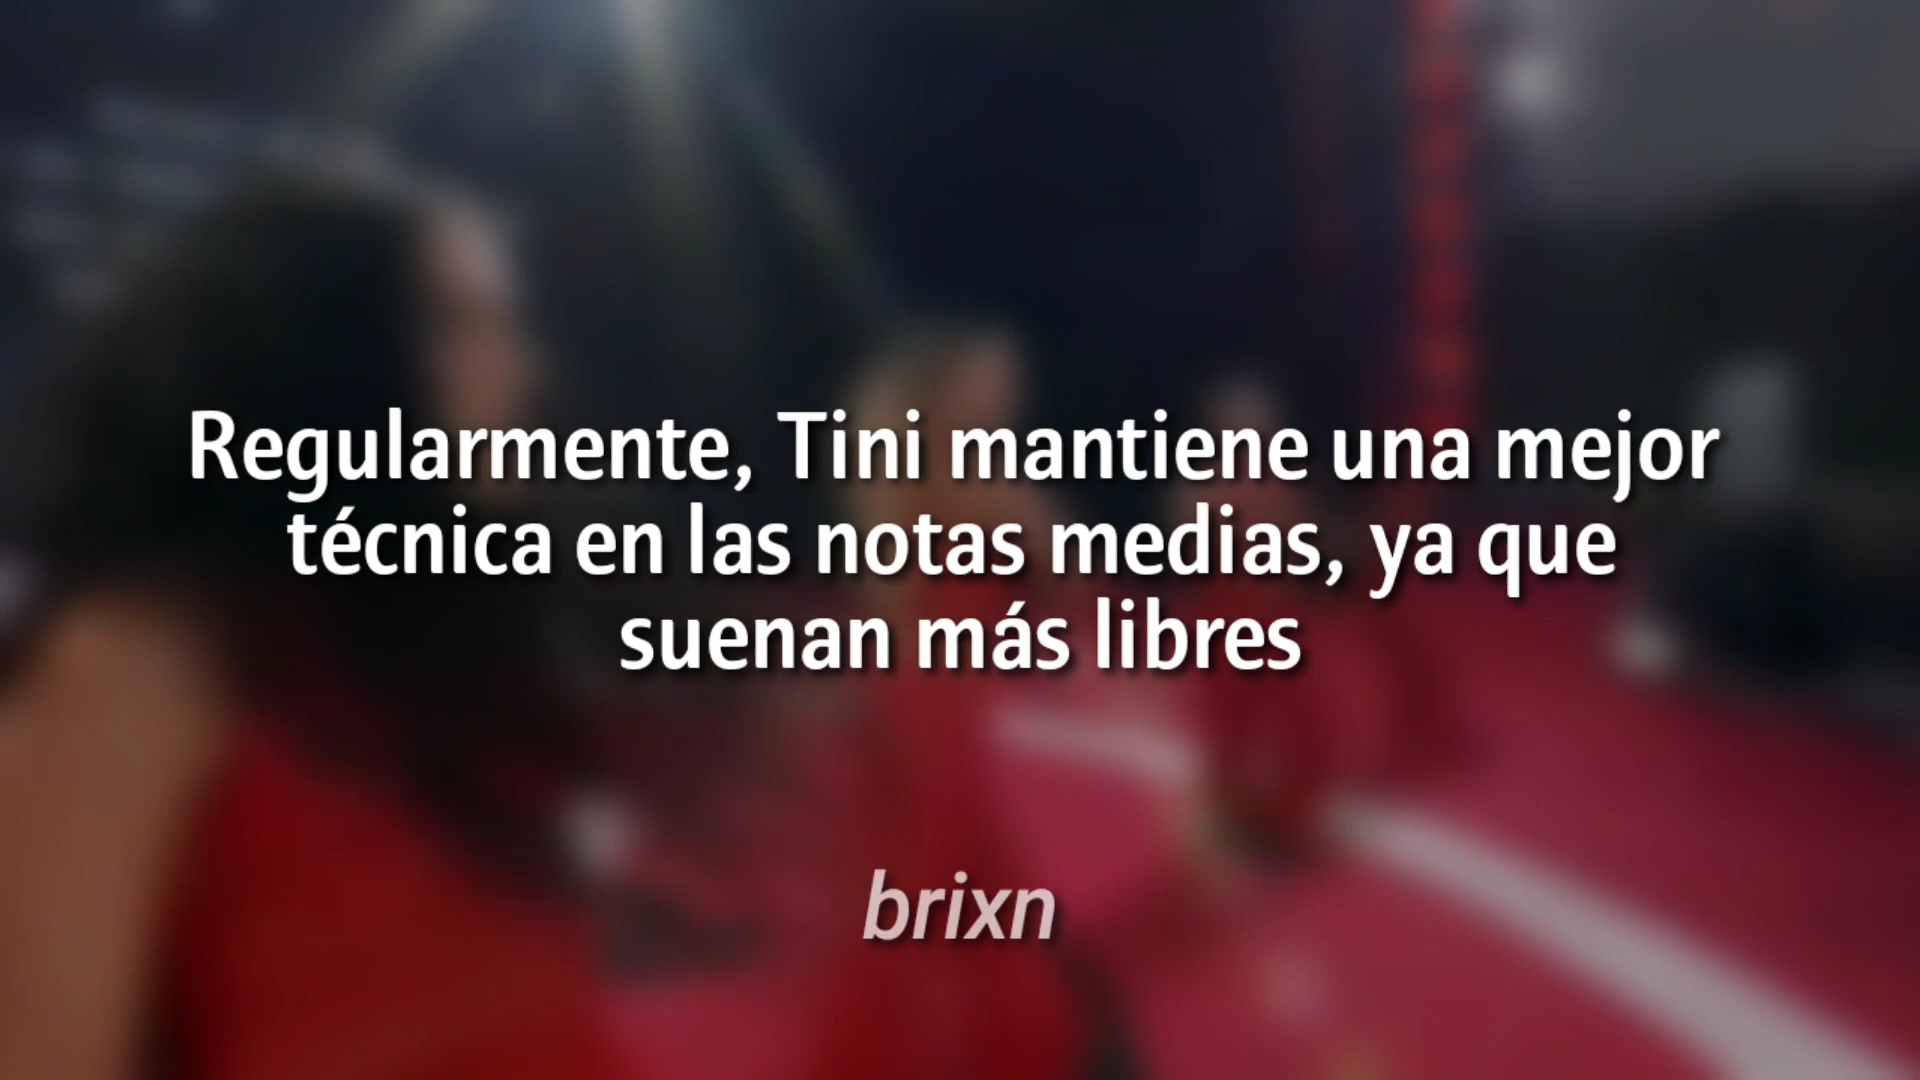 Regularmente, Tini mantiene una mejor
técnica en las notas medias, ya que
suenan más libres
brixn